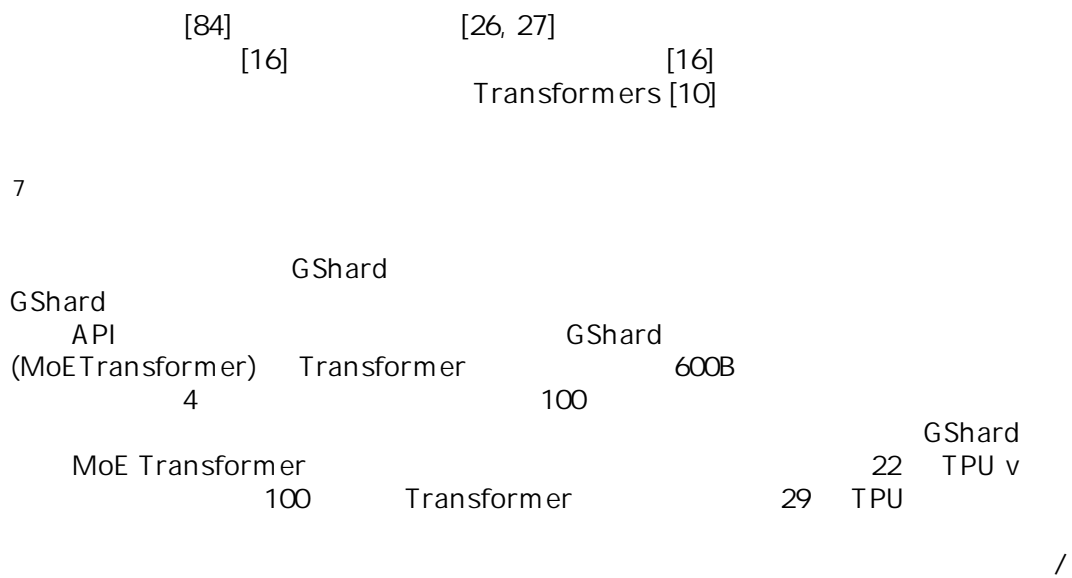 [84] [26, 27]
[16] [16]
Transformers [10]
7
GShard
GShard
API GShard
(MoETransformer) Transformer 600B
4 100
GShard
MoE Transformer 22 TPU v
100 Transformer 29 TPU
/